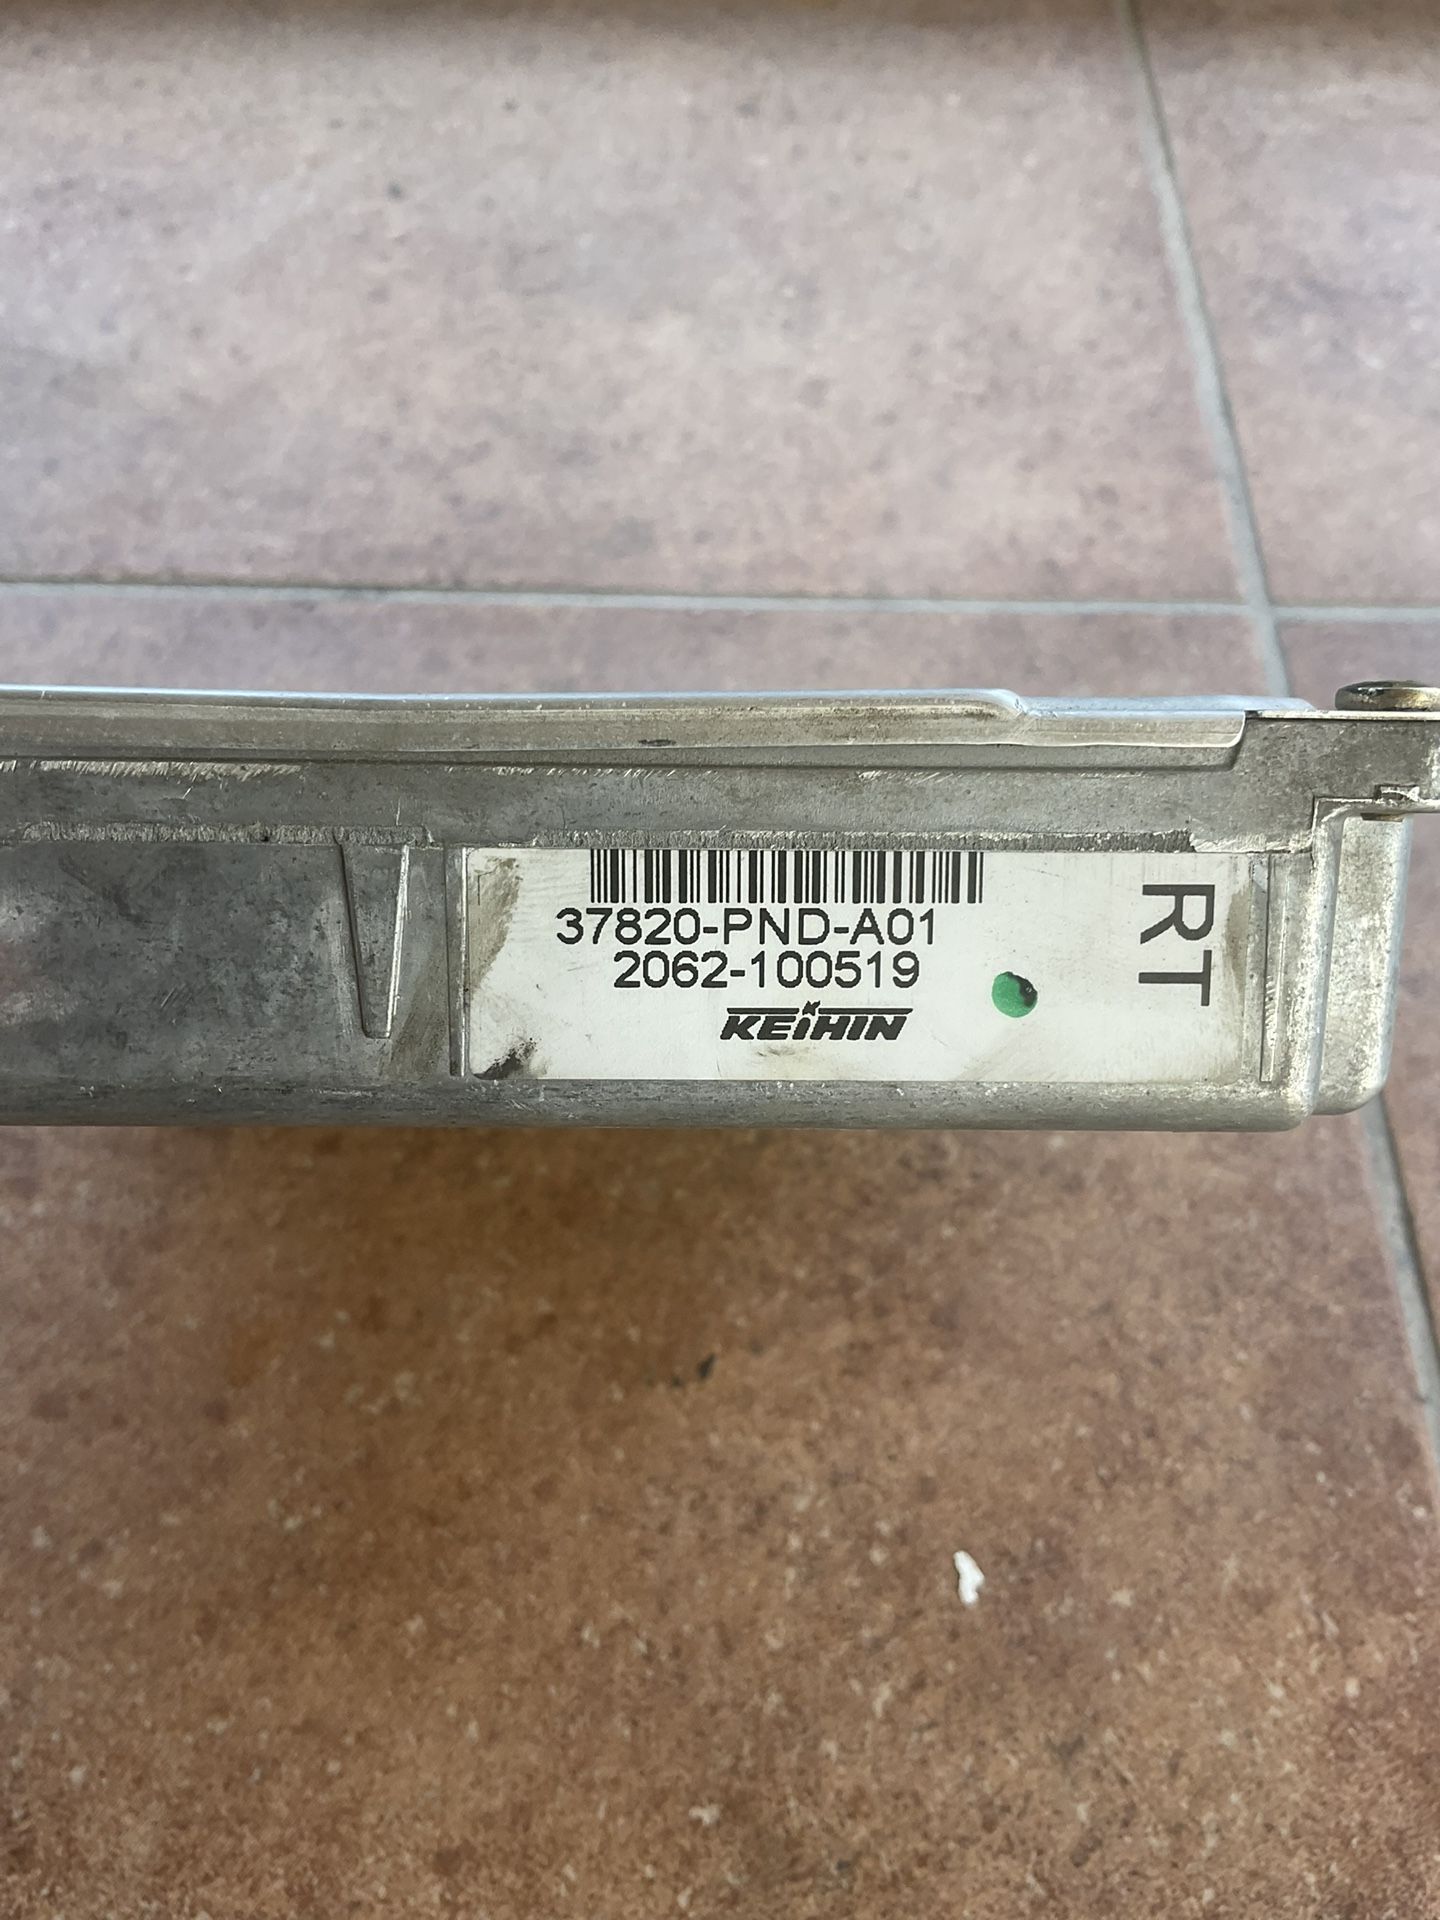 37820-PND-A01
2062-100519
KEIHIN
RT